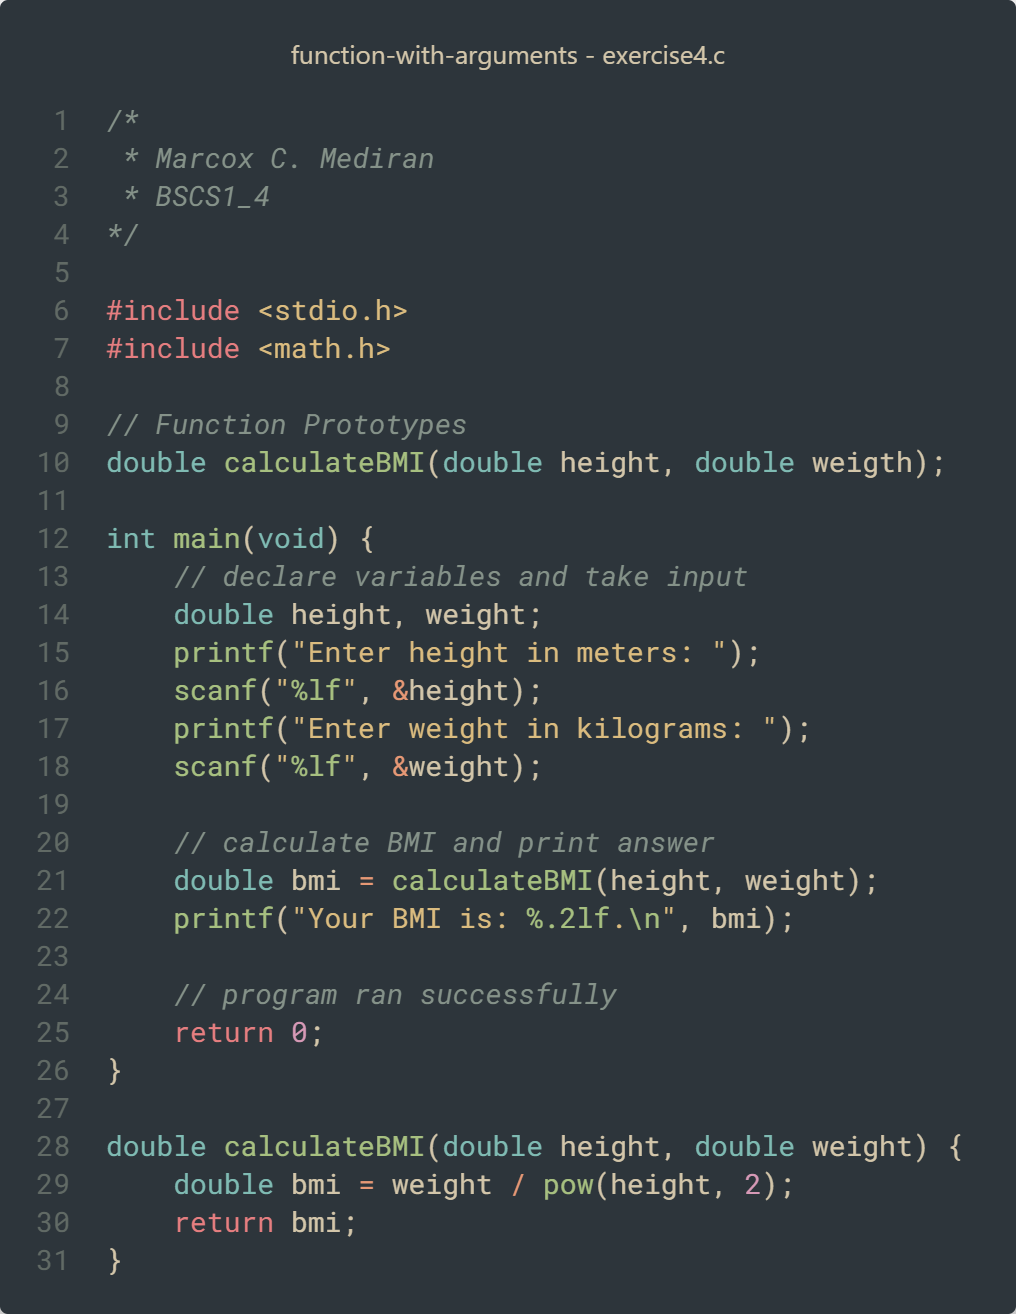 function-with-arguments - exercise4.c
1 /*
2  * Marcox C. Mediran
3  * BSCS1_4
4 */
5
6 #include <stdio.h>
7 #include <math.h>
8
9 // Function Prototypes
10 double calculateBMI(double height, double weigth);
11
12 int main(void) {
13     // declare variables and take input
14     double height, weight;
15     printf("Enter height in meters: ");
16     scanf("%lf", &height);
17     printf("Enter weight in kilograms: ");
18     scanf("%lf", &weight);
19
20     // calculate BMI and print answer
21     double bmi = calculateBMI(height, weight);
22     printf("Your BMI is: %.2lf.\n", bmi);
23
24     // program ran successfully
25     return 0;
26 }
27
28 double calculateBMI(double height, double weight) {
29     double bmi = weight / pow(height, 2);
30     return bmi;
31 }